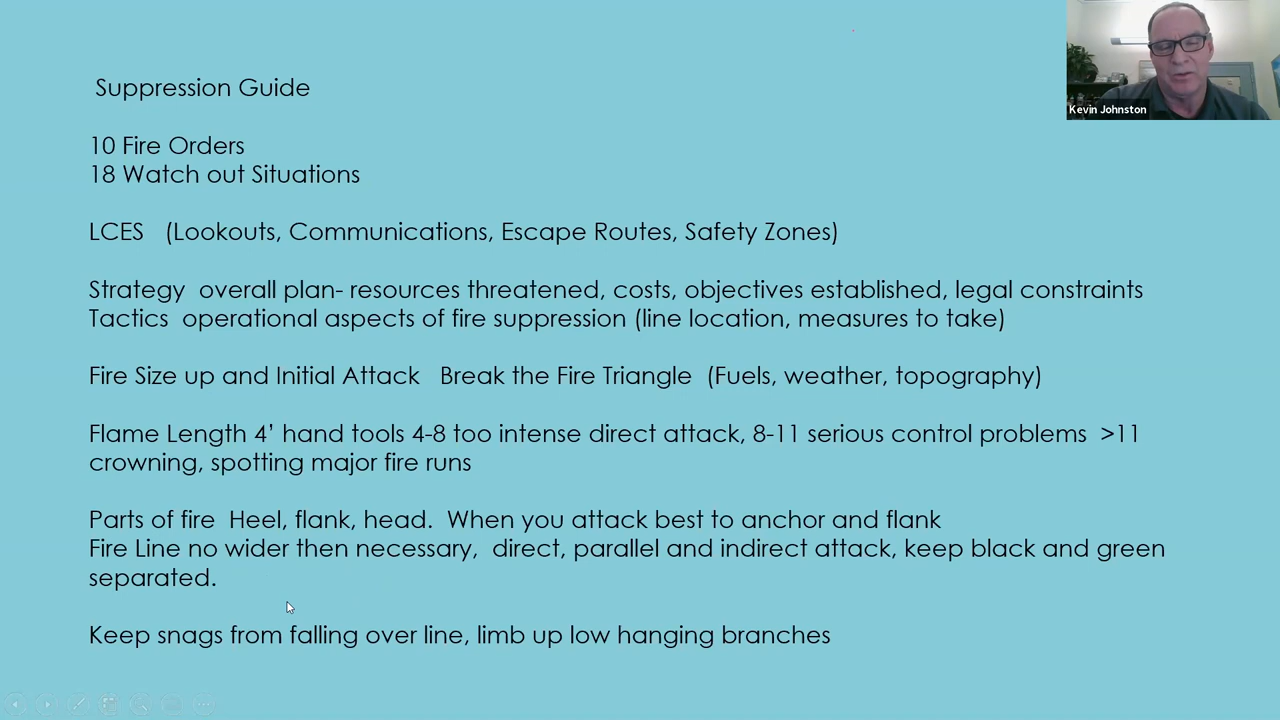 Suppression Guide
10 Fire Orders
18 Watch out Situations
LCES (Lookouts, Communications, Escape Routes, Safety Zones)
Strategy overall plan- resources threatened, costs, objectives established, legal constraints
Tactics operational aspects of fire suppression (line location, measures to take)
Fire Size up and Initial Attack Break the Fire Triangle (Fuels, weather, topography)
Flame Length 4’ hand tools 4-8 too intense direct attack, 8-11 serious control problems >11
crowning, spotting major fire runs
Parts of fire Heel, flank, head. When you attack best to anchor and flank
Fire Line no wider then necessary, direct, parallel and indirect attack, keep black and green
separated.
Keep snags from falling over line, limb up low hanging branches
Kevin Johnston